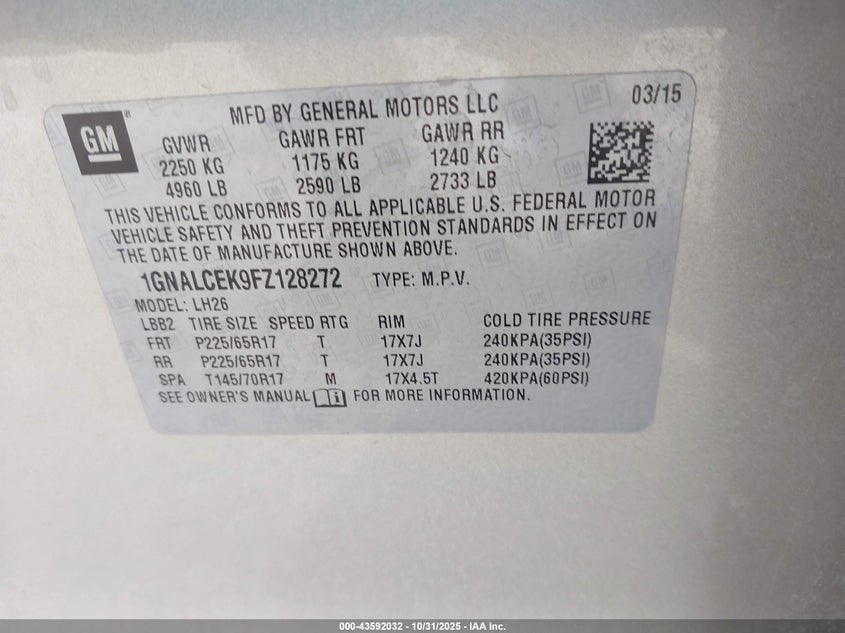 GM
MFD BY GENERAL MOTORS LLC 03/15
GVWR GAWR FRT GAWR RR
2250 KG 1175 KG 1240 KG
4960 LB 2590 LB 2733 LB
THIS VEHICLE CONFORMS TO ALL APPLICABLE U.S. FEDERAL MOTOR
VEHICLE SAFETY AND THEFT PREVENTION STANDARDS IN EFFECT ON
THE DATE OF MANUFACTURE SHOWN ABOVE.
1GNALCEK9FZ128272 TYPE: M.P.V.
MODEL: LH26
LBB2 TIRE SIZE SPEED RTG RIM COLD TIRE PRESSURE
FRT P225/65R17 T 17X7J 240KPA(35PSI)
RR P225/65R17 T 17X7J 240KPA(35PSI)
SPA T145/70R17 M 17X4.5T 420KPA(60PSI)
SEE OWNER'S MANUAL FOR MORE INFORMATION.
000-43592032 - 10/31/2025 - IAA Inc.